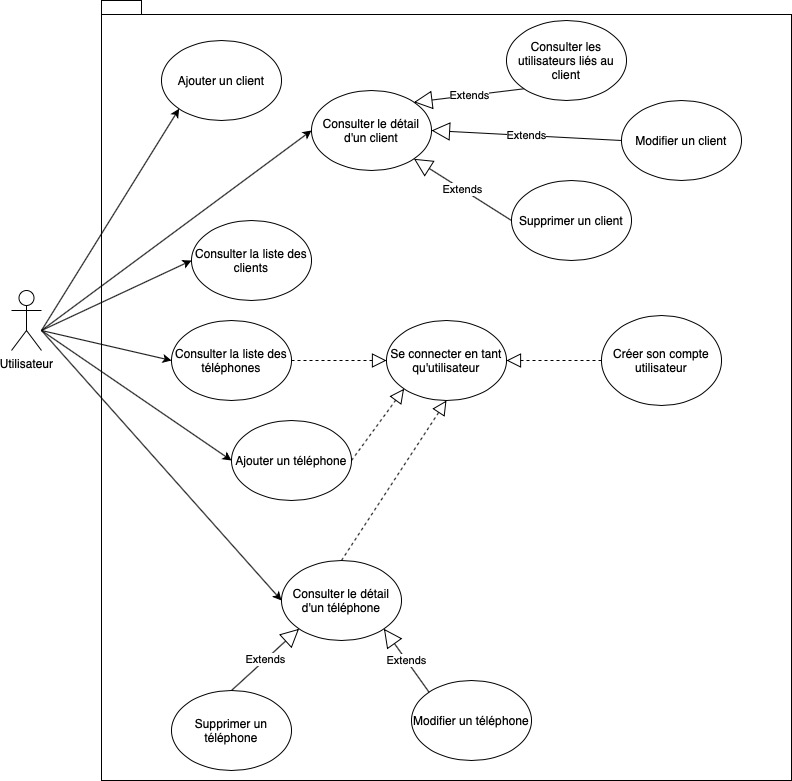 Consulter les
utilisateurs liés au
client
Ajouter un client
Extends
Consulter le détail
d'un client
Extends
Modifier un client
Extends
Supprimer un client
Consulter la liste des
clients
Utilisateur
Consulter la liste des
téléphones
Se connecter en tant
qu'utilisateur
Créer son compte
utilisateur
Ajouter un téléphone
Consulter le détail
d'un téléphone
Extends
Extends
Supprimer un
téléphone
Modifier un téléphone